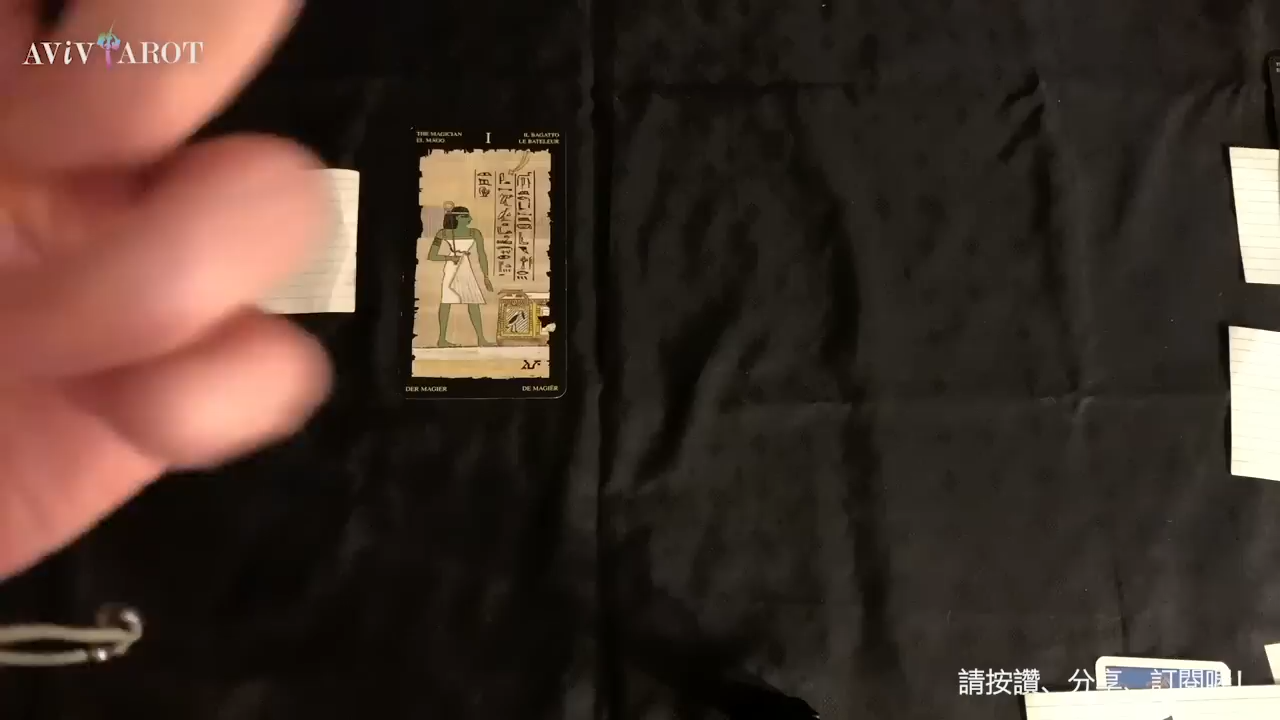 AViVTAROT
THE MAGICIAN
EL MAGO
I
IL BAGATTO
LE BATELEUR
DER MAGIER
DE MAGIËR
請按讚、分享、訂閱喔!